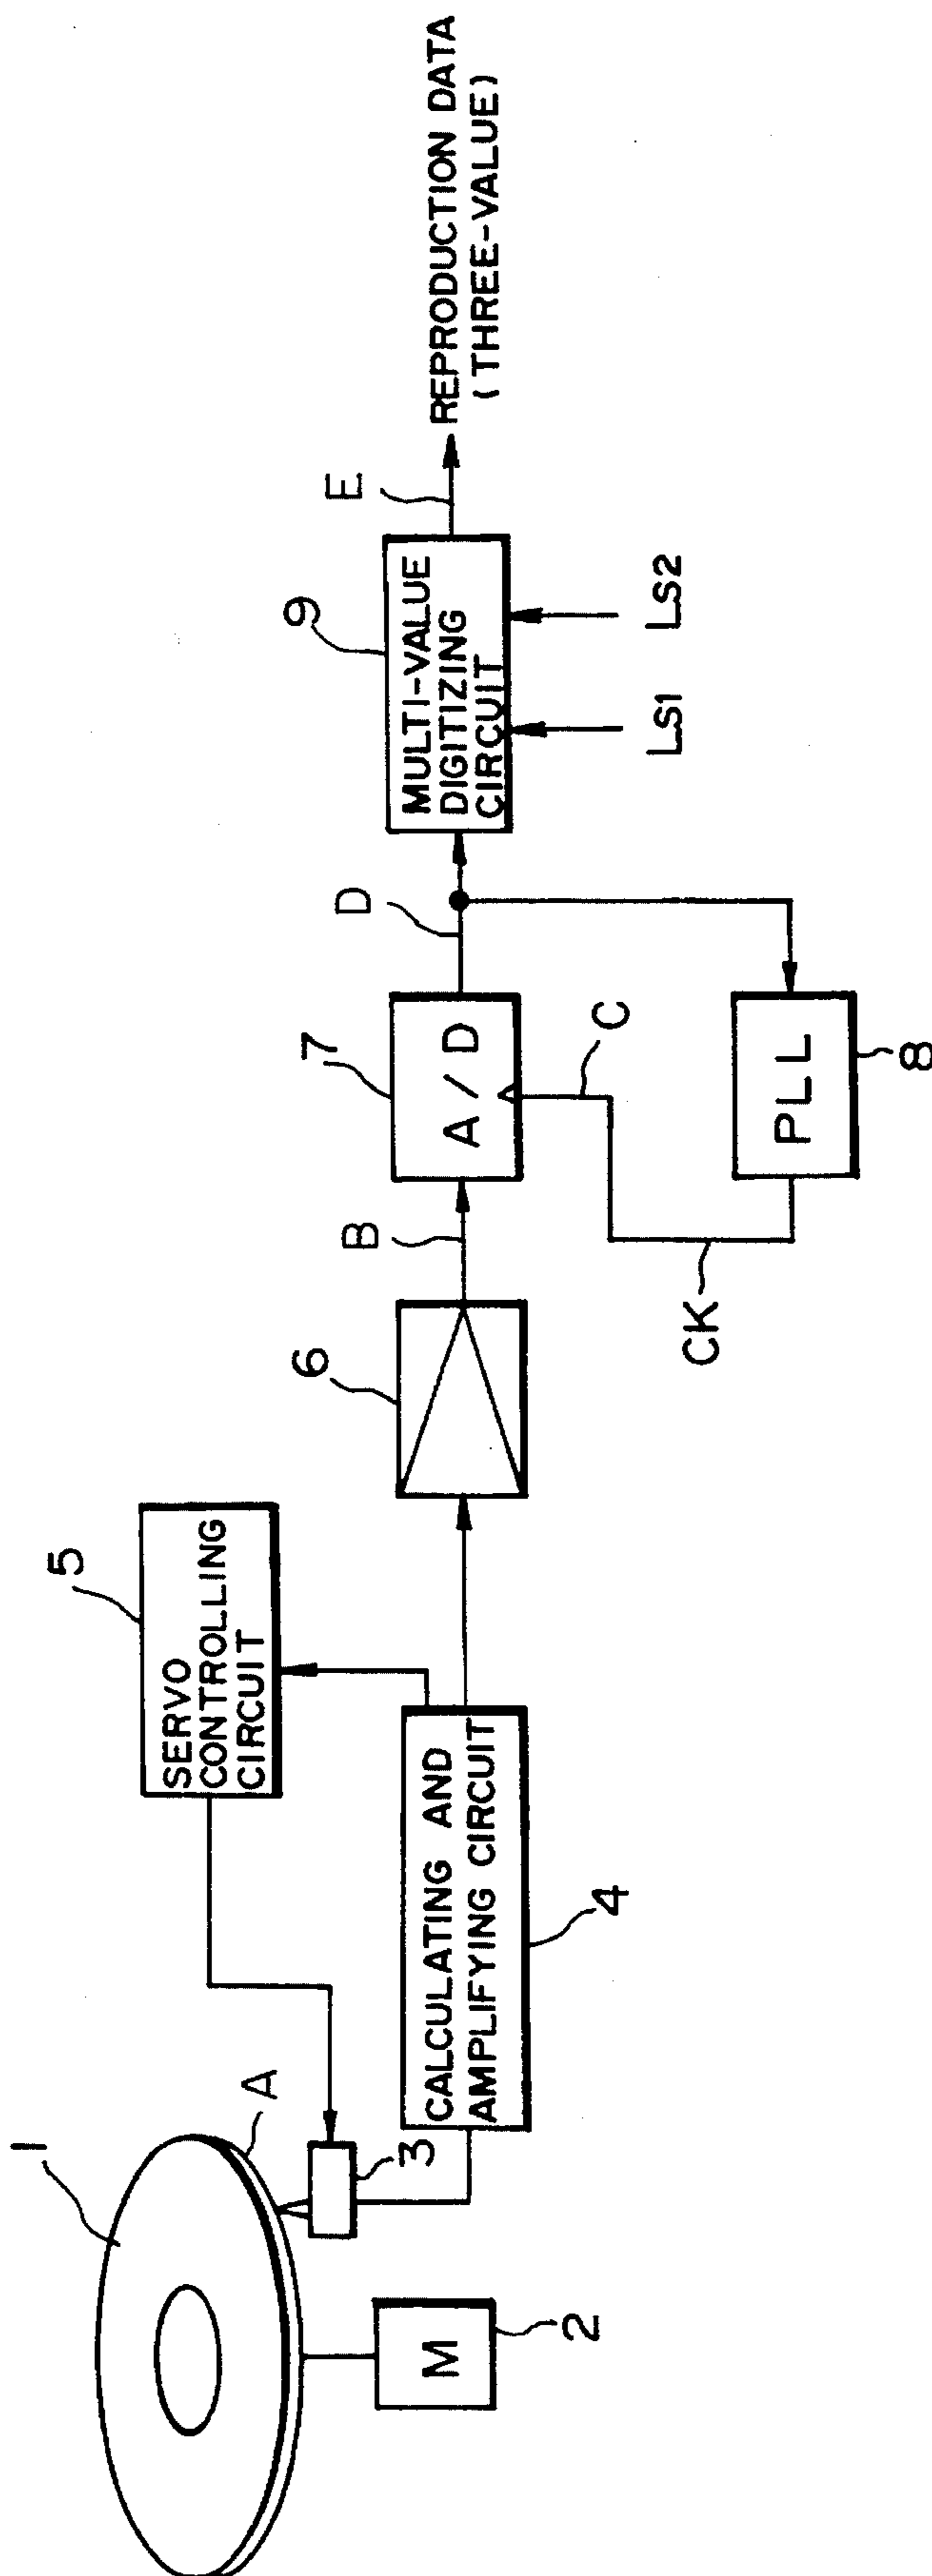 1
A
M
2
3
SERVO
CONTROLLING
CIRCUIT
5
CALCULATING AND
AMPLIFYING CIRCUIT
4
6
B
7
A / D
C
CK
PLL
8
D
9
MULTI-VALUE
DIGITIZING
CIRCUIT
LS1
LS2
E
REPRODUCTION DATA
(THREE-VALUE)